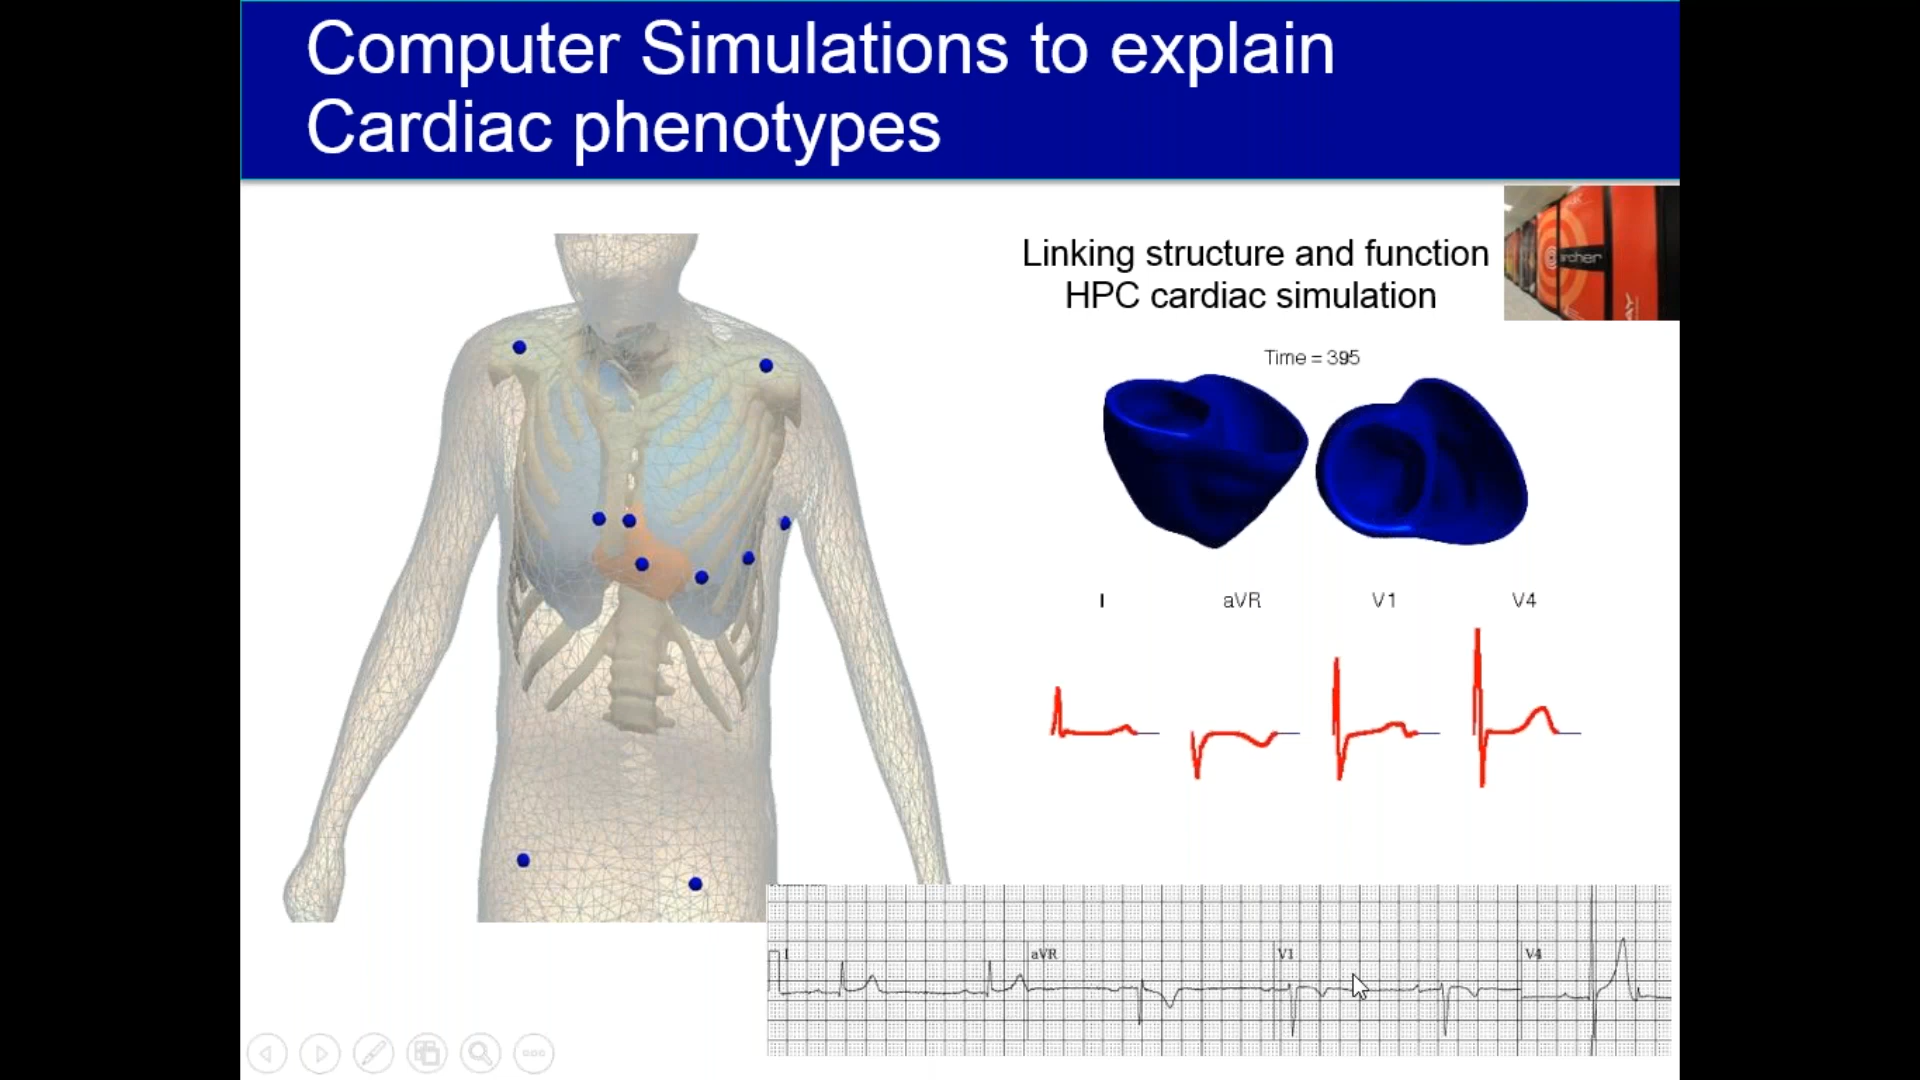 Computer Simulations to explain
Cardiac phenotypes
Linking structure and function
HPC cardiac simulation
archer
Time = 395
I
aVR
V1
V4
I
aVR
V1
V4